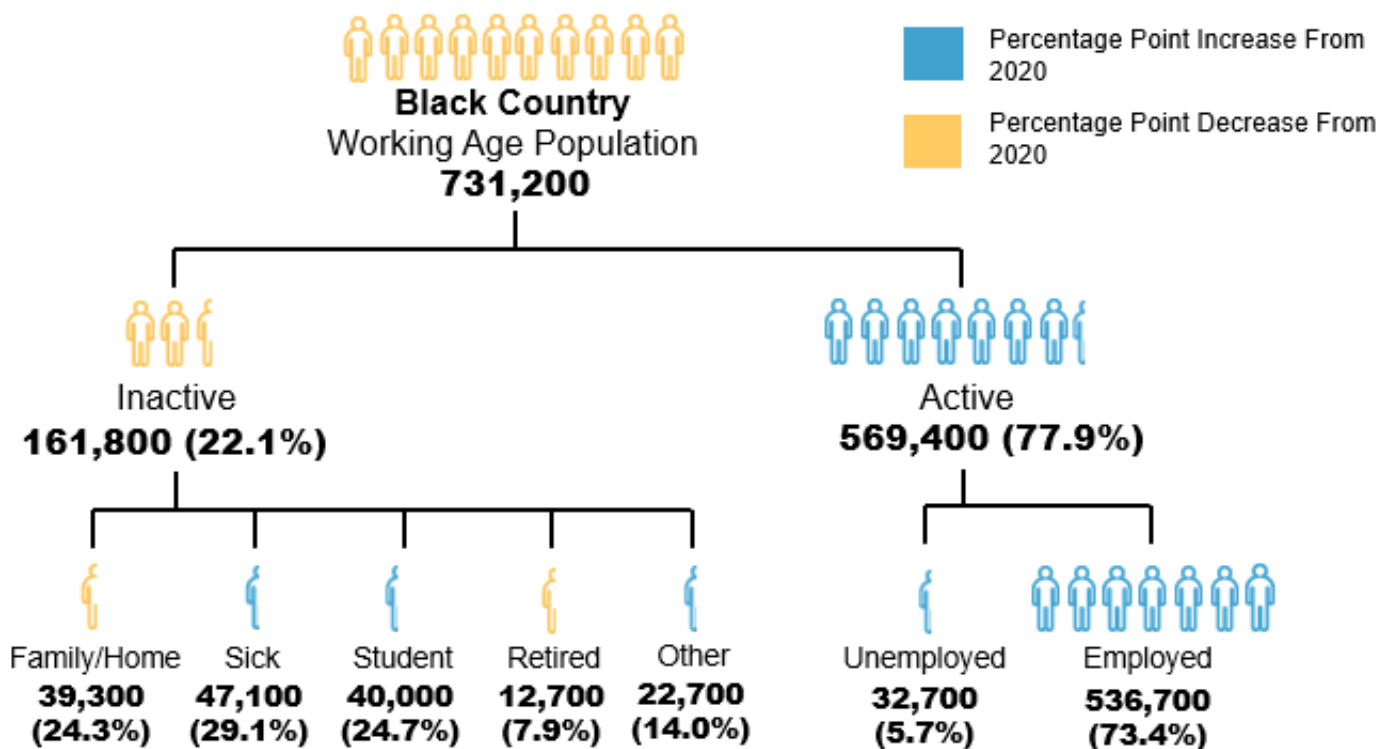 Percentage Point Increase From
2020
Percentage Point Decrease From
2020
Black Country
Working Age Population
731,200
Inactive
161,800 (22.1%)
Active
569,400 (77.9%)
Family/Home
39,300
(24.3%)
Sick
47,100
(29.1%)
Student
40,000
(24.7%)
Retired
12,700
(7.9%)
Other
22,700
(14.0%)
Unemployed
32,700
(5.7%)
Employed
536,700
(73.4%)